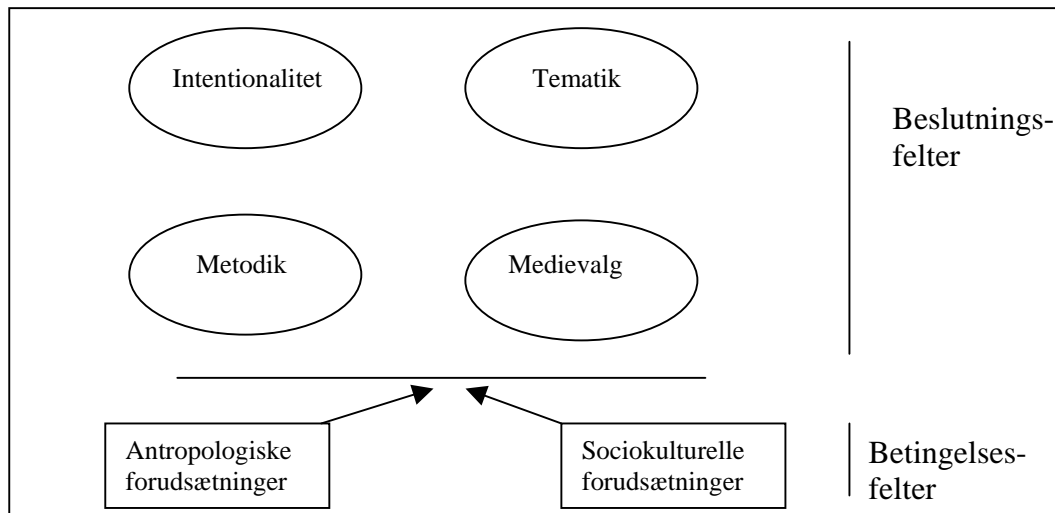 Intentionalitet
Tematik
Beslutnings-
felter
Metodik
Medievalg
Antropologiske
forudsætninger
Sociokulturelle
forudsætninger
Betingelses-
felter